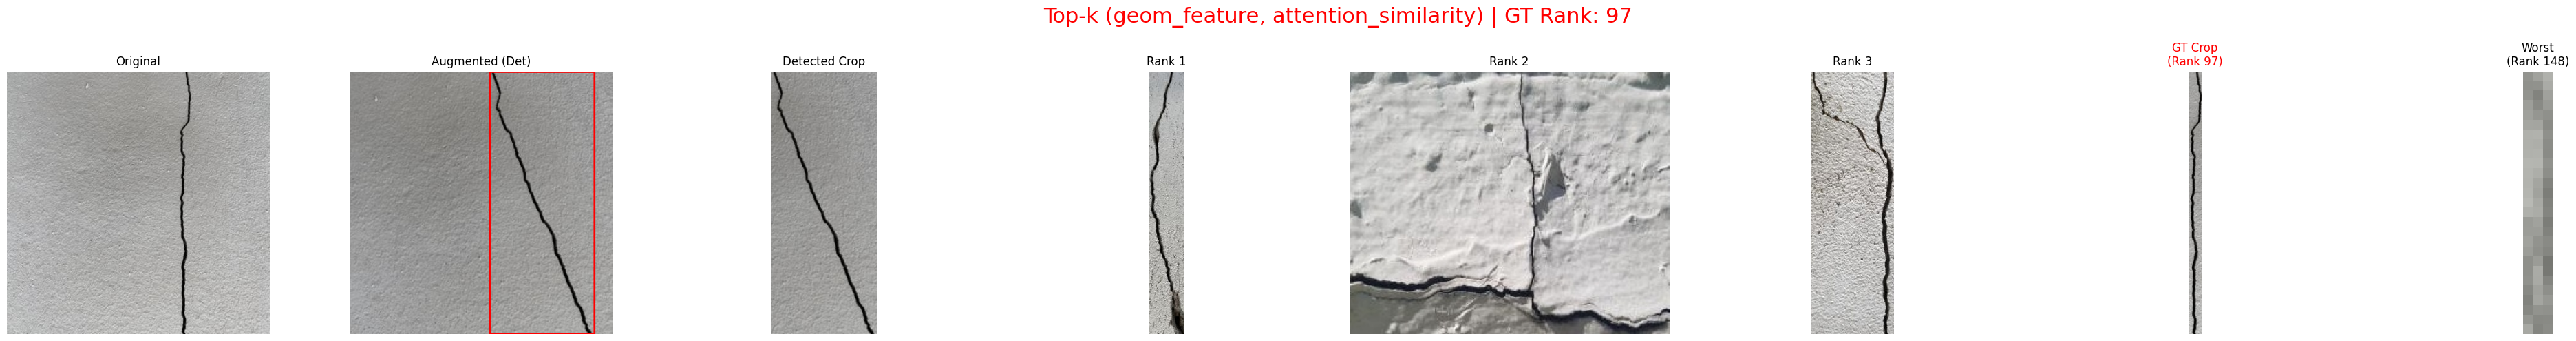 Top-k (geom_feature, attention_similarity) | GT Rank: 97
Original
Augmented (Det)
Detected Crop
Rank 1
Rank 2
Rank 3
GT Crop
(Rank 97)
Worst
(Rank 148)